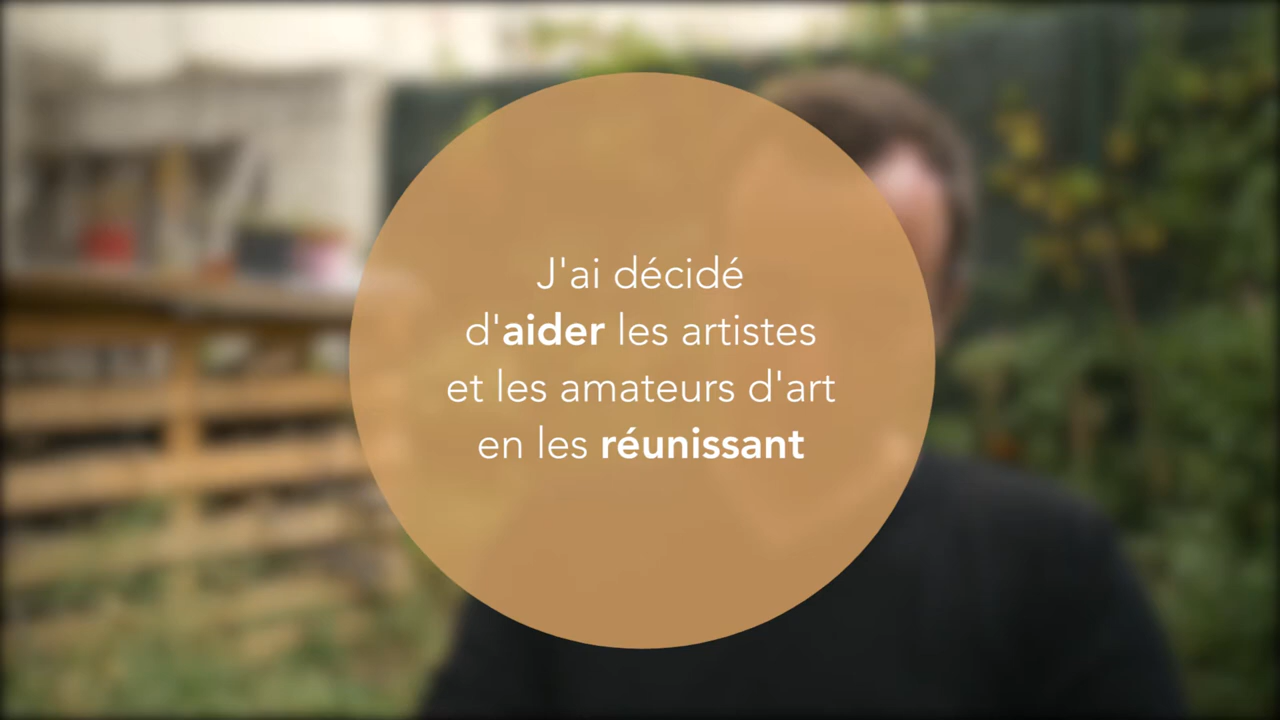 J'ai décidé
d'aider les artistes
et les amateurs d'art
en les réunissant